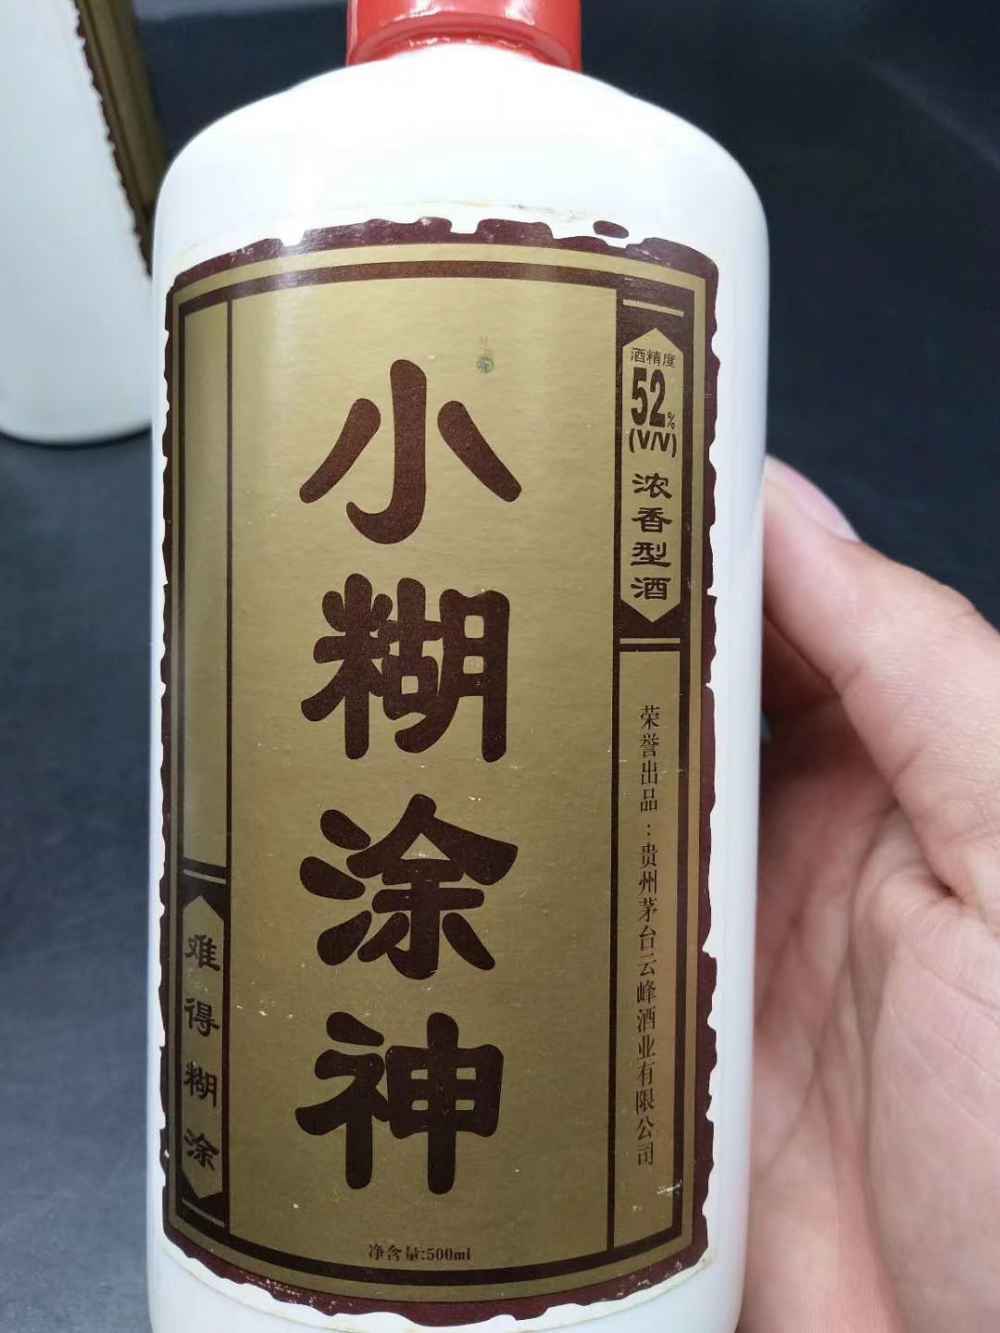 酒精度
52%
(V/V)
浓香型酒
荣誉出品：贵州茅台云峰酒业有限公司
小糊涂神
难得糊涂
净含量:500ml